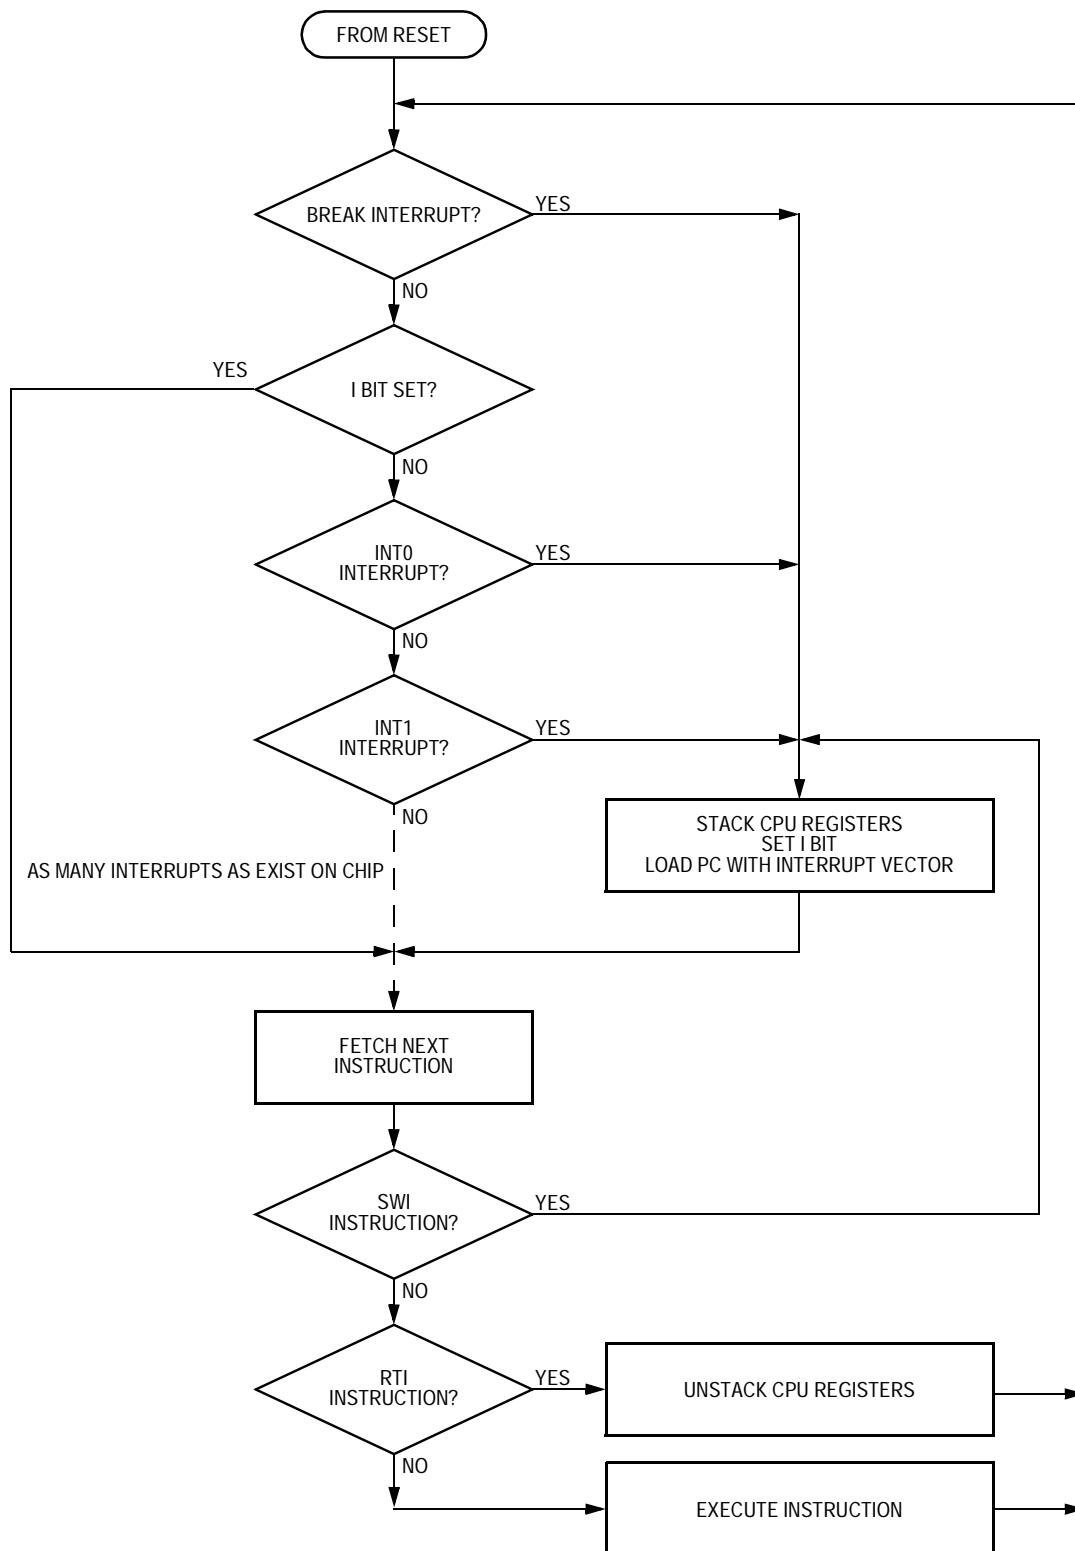 FROM RESET
BREAK INTERRUPT?
YES
NO
YES
I BIT SET?
NO
INT0
INTERRUPT?
YES
NO
INT1
INTERRUPT?
YES
NO
STACK CPU REGISTERS
SET I BIT
LOAD PC WITH INTERRUPT VECTOR
AS MANY INTERRUPTS AS EXIST ON CHIP
FETCH NEXT
INSTRUCTION
SWI
INSTRUCTION?
YES
NO
RTI
INSTRUCTION?
YES
UNSTACK CPU REGISTERS
NO
EXECUTE INSTRUCTION